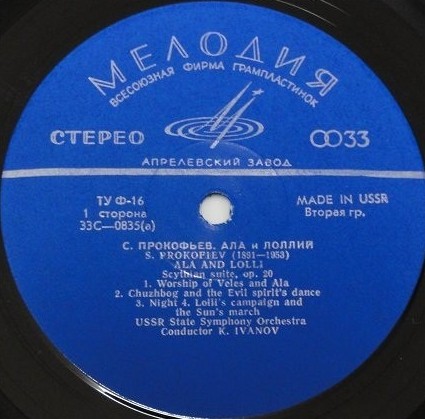 МЕЛОДИЯ
ВСЕСОЮЗНАЯ ФИРМА ГРАМПЛАСТИНОК
СТЕРЕО
33
АПРЕЛЕВСКИЙ ЗАВОД
ТУ Ф-16
1 сторона
33С—0835(а)
MADE IN USSR
Вторая гр.
С. ПРОКОФЬЕВ. АЛА и ЛОЛЛИЙ
S. PROKOFIEV (1891—1953)
ALA AND LOLLI
Scythian suite, op. 20
1. Worship of Veles and Ala
2. Chuzhbog and the Evil spirit's dance
3. Night 4. Lolli's campaign and
the Sun's march
USSR State Symphony Orchestra
Conductor K. IVANOV